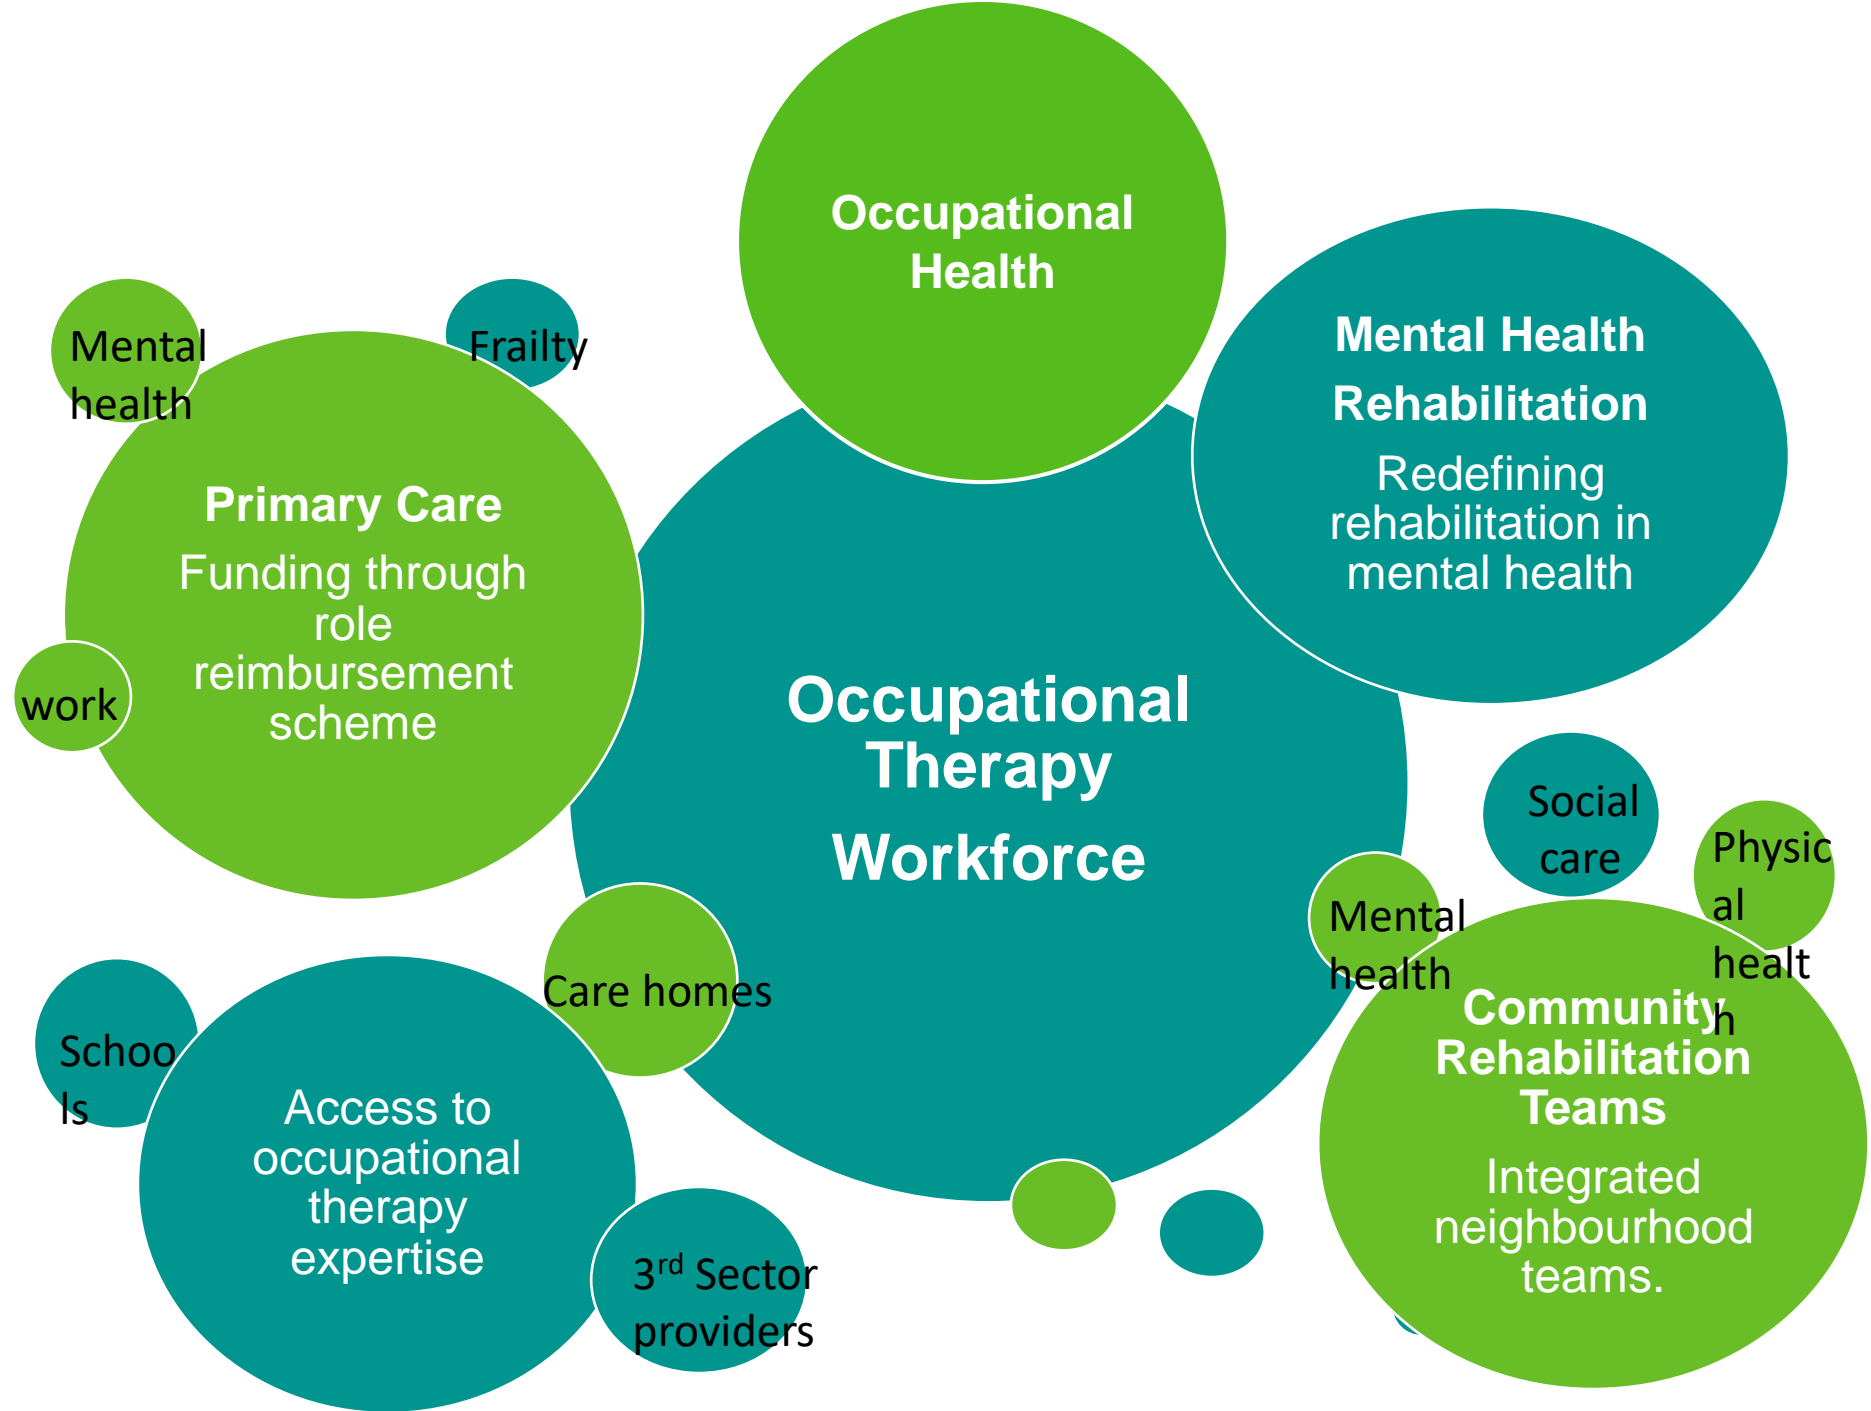 Occupational
Health
Mental Health
Rehabilitation
Redefining
rehabilitation in
mental health
Mental
health
Frailty
Primary Care
Funding through
role
reimbursement
scheme
work
Occupational
Therapy
Workforce
Social
care
Physic
al
healt
h
Mental
health
Community
Rehabilitation
Teams
Integrated
neighbourhood
teams.
Care homes
Schoo
ls
Access to
occupational
therapy
expertise
3rd Sector
providers